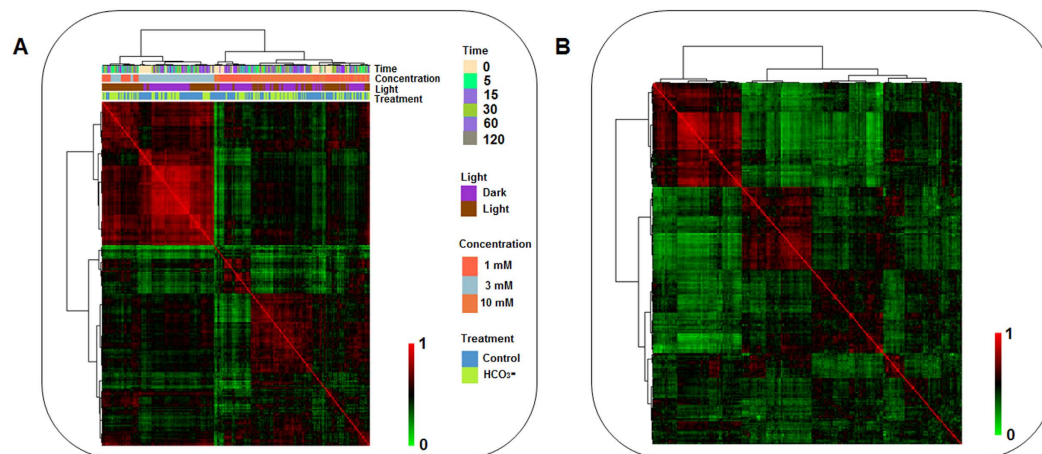 A
B
Time
Concentration
Light
Treatment
Time
0
5
15
30
60
120
Light
Dark
Light
Concentration
1 mM
3 mM
10 mM
Treatment
Control
HCO₃⁻
1
0
1
0